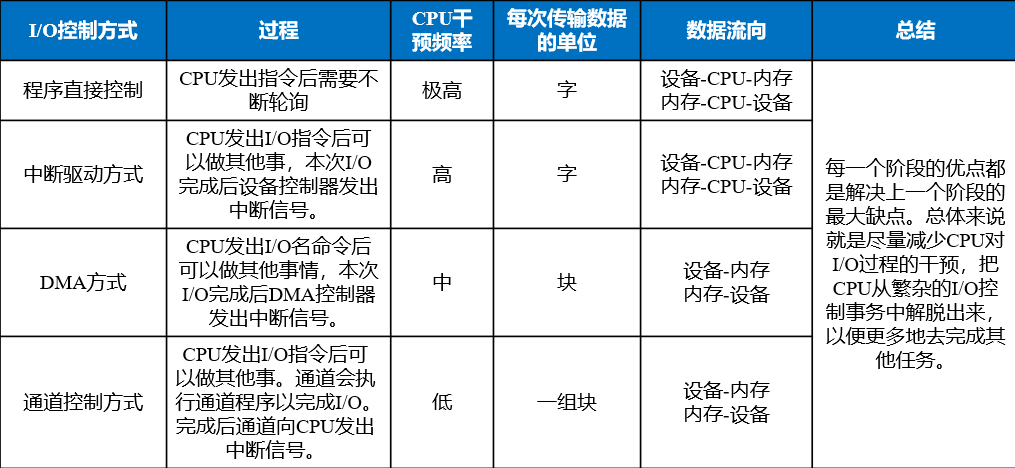 I/O控制方式
过程
CPU干
预频率
每次传输数据
的单位
数据流向
总结
程序直接控制
CPU发出指令后需要不
断轮询
极高
字
设备-CPU-内存
内存-CPU-设备
中断驱动方式
CPU发出I/O指令后可
以做其他事，本次I/O
完成后设备控制器发出
中断信号。
高
字
设备-CPU-内存
内存-CPU-设备
DMA方式
CPU发出I/O名命令后
可以做其他事情，本次
I/O完成后DMA控制器
发出中断信号。
中
块
设备-内存
内存-设备
通道控制方式
CPU发出I/O指令后可
以做其他事。通道会执
行通道程序以完成I/O。
完成后通道向CPU发出
中断信号。
低
一组块
设备-内存
内存-设备
每一个阶段的优点都
是解决上一个阶段的
最大缺点。总体来说
就是尽量减少CPU对
I/O过程的干预，把
CPU从繁杂的I/O控
制事务中解脱出来，
以便更多地去完成其
他任务。